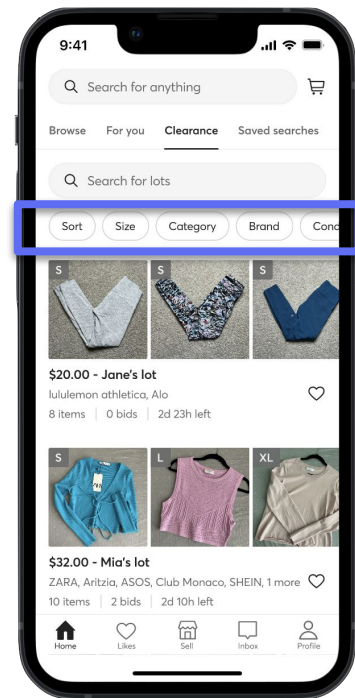 9:41
Search for anything
Browse For you Clearance Saved searches
Search for lots
Sort Size Category Brand Cond
S S S
$20.00 - Jane's lot
lululemon athletica, Alo
8 items | 0 bids | 2d 23h left
S L XL
$32.00 - Mia's lot
ZARA, Aritzia, ASOS, Club Monaco, SHEIN, 1 more
10 items | 2 bids | 2d 10h left
Home Likes Sell Inbox Profile